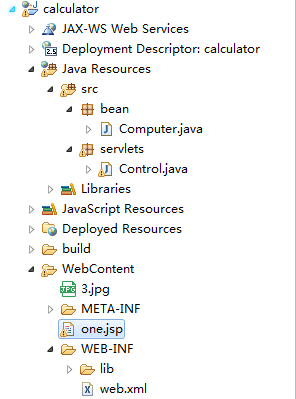 calculator
JAX-WS Web Services
Deployment Descriptor: calculator
Java Resources
src
bean
Computer.java
servlets
Control.java
Libraries
JavaScript Resources
Deployed Resources
build
WebContent
3.jpg
META-INF
one.jsp
WEB-INF
lib
web.xml